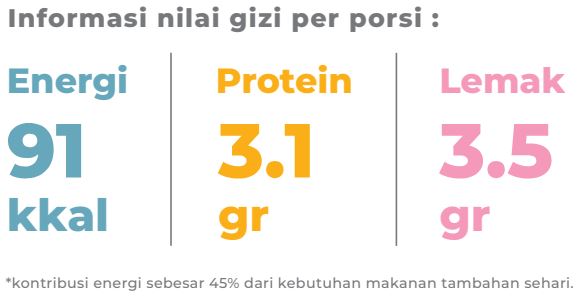 Informasi nilai gizi per porsi :
Energi
91
kkal
Protein
3.1
gr
Lemak
3.5
gr
*kontribusi energi sebesar 45% dari kebutuhan makanan tambahan sehari.